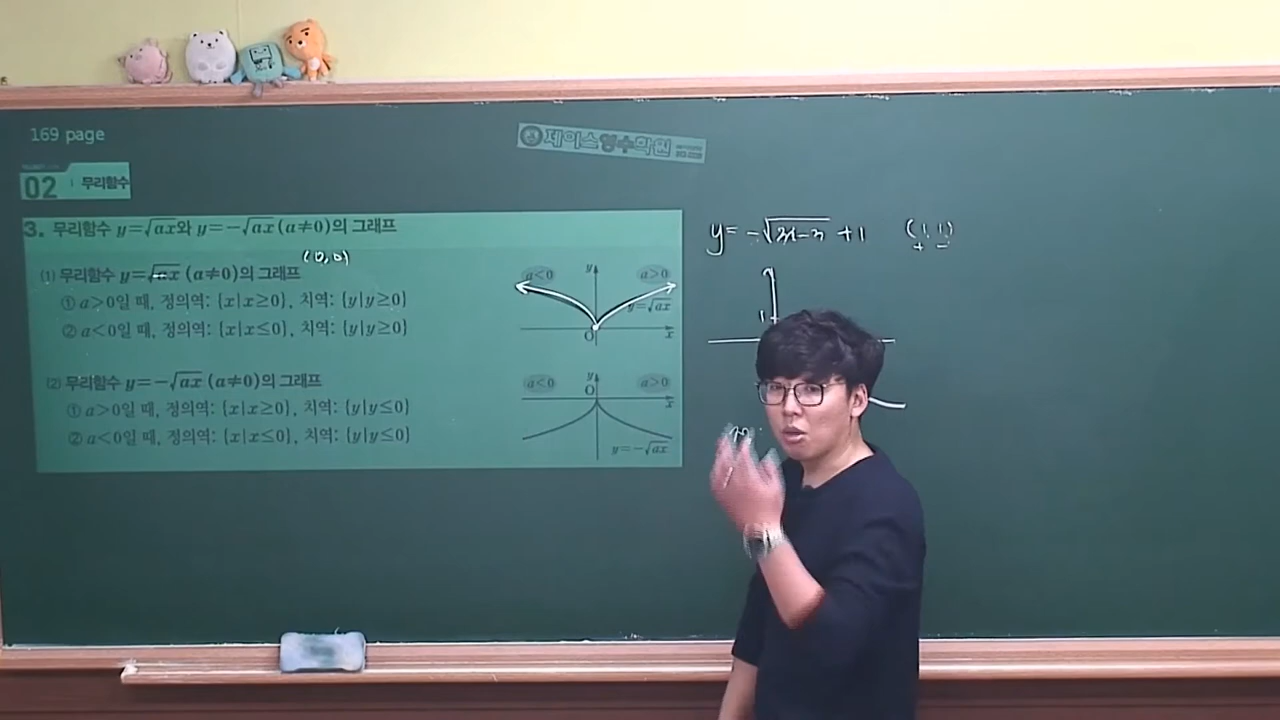 169 page
제이스영수학원
02 무리함수
3. 무리함수 y=√ax와 y=-√ax (a≠0)의 그래프
(0,0)
(1) 무리함수 y=√ax (a≠0)의 그래프
① a>0일 때, 정의역: {x|x≥0}, 치역: {y|y≥0}
② a<0일 때, 정의역: {x|x≤0}, 치역: {y|y≥0}
a<0
y
a>0
y=√ax
O
x
(2) 무리함수 y=-√ax (a≠0)의 그래프
① a>0일 때, 정의역: {x|x≥0}, 치역: {y|y≤0}
② a<0일 때, 정의역: {x|x≤0}, 치역: {y|y≤0}
a<0
y
a>0
O
x
y=-√ax
+1
(1,1)
+ -
1